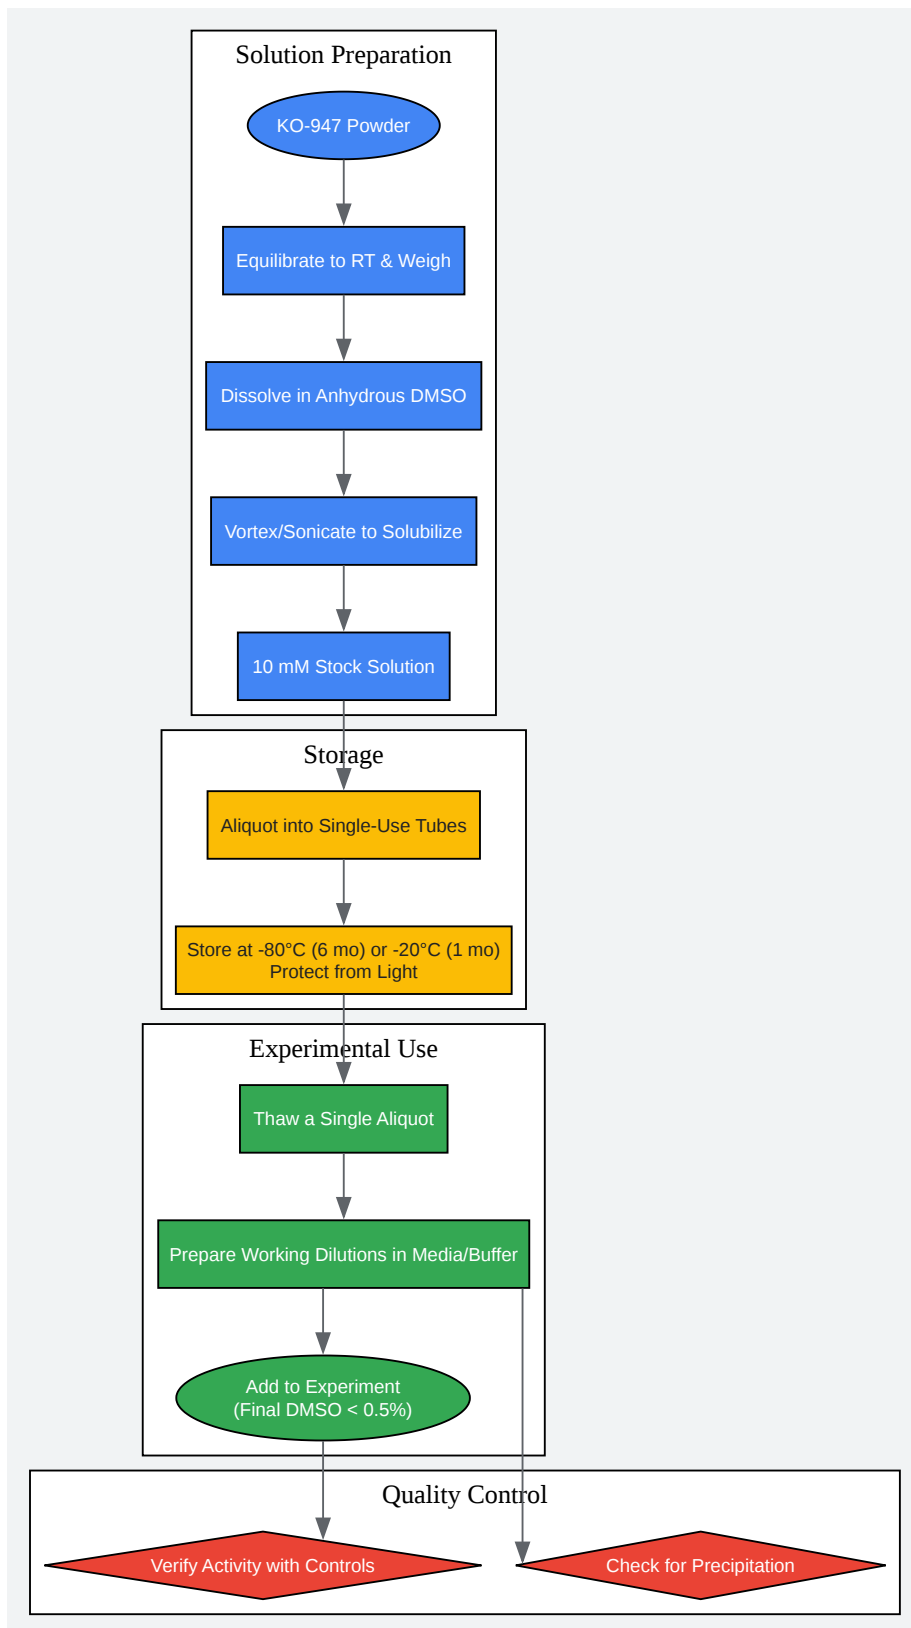 Solution Preparation
KO-947 Powder
Equilibrate to RT & Weigh
Dissolve in Anhydrous DMSO
Vortex/Sonicate to Solubilize
10 mM Stock Solution
Storage
Aliquot into Single-Use Tubes
Store at -80°C (6 mo) or -20°C (1 mo)
Protect from Light
Experimental Use
Thaw a Single Aliquot
Prepare Working Dilutions in Media/Buffer
Add to Experiment
(Final DMSO < 0.5%)
Quality Control
Verify Activity with Controls
Check for Precipitation